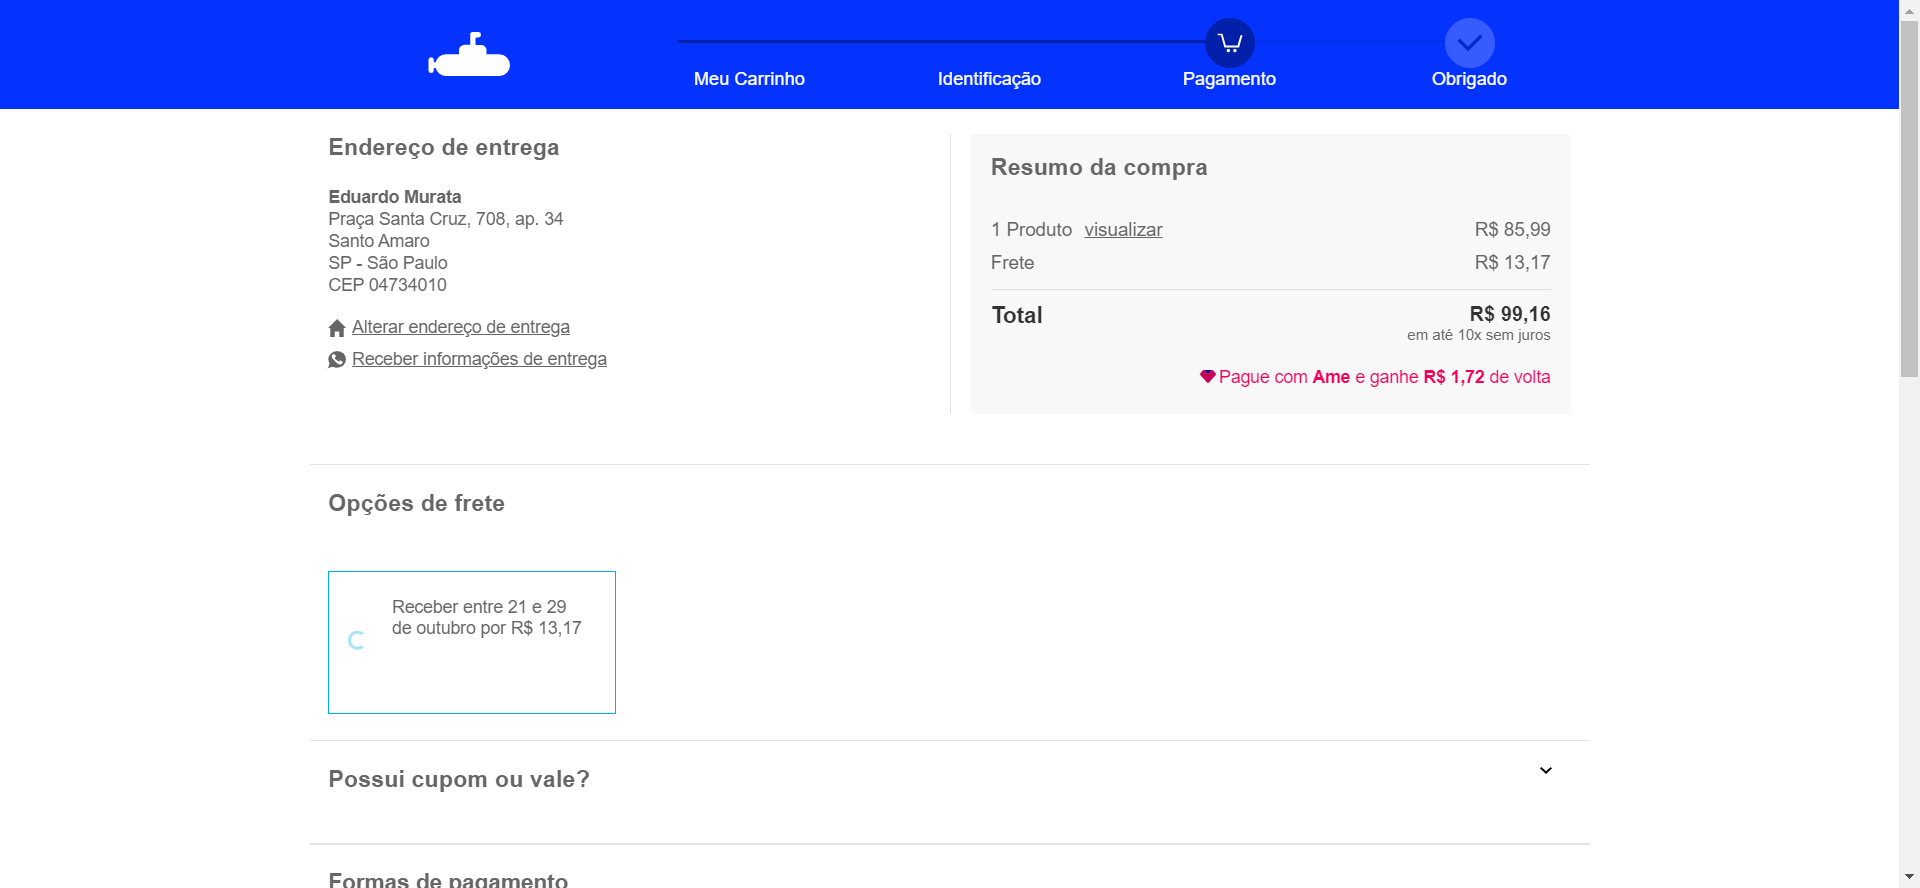 Meu Carrinho
Identificação
Pagamento
Obrigado
Endereço de entrega
Eduardo Murata
Praça Santa Cruz, 708, ap. 34
Santo Amaro
SP - São Paulo
CEP 04734010
Alterar endereço de entrega
Receber informações de entrega
Resumo da compra
1 Produto visualizar R$ 85,99
Frete R$ 13,17
Total R$ 99,16
em até 10x sem juros
Pague com Ame e ganhe R$ 1,72 de volta
Opções de frete
Receber entre 21 e 29
de outubro por R$ 13,17
Possui cupom ou vale?
Formas de pagamento